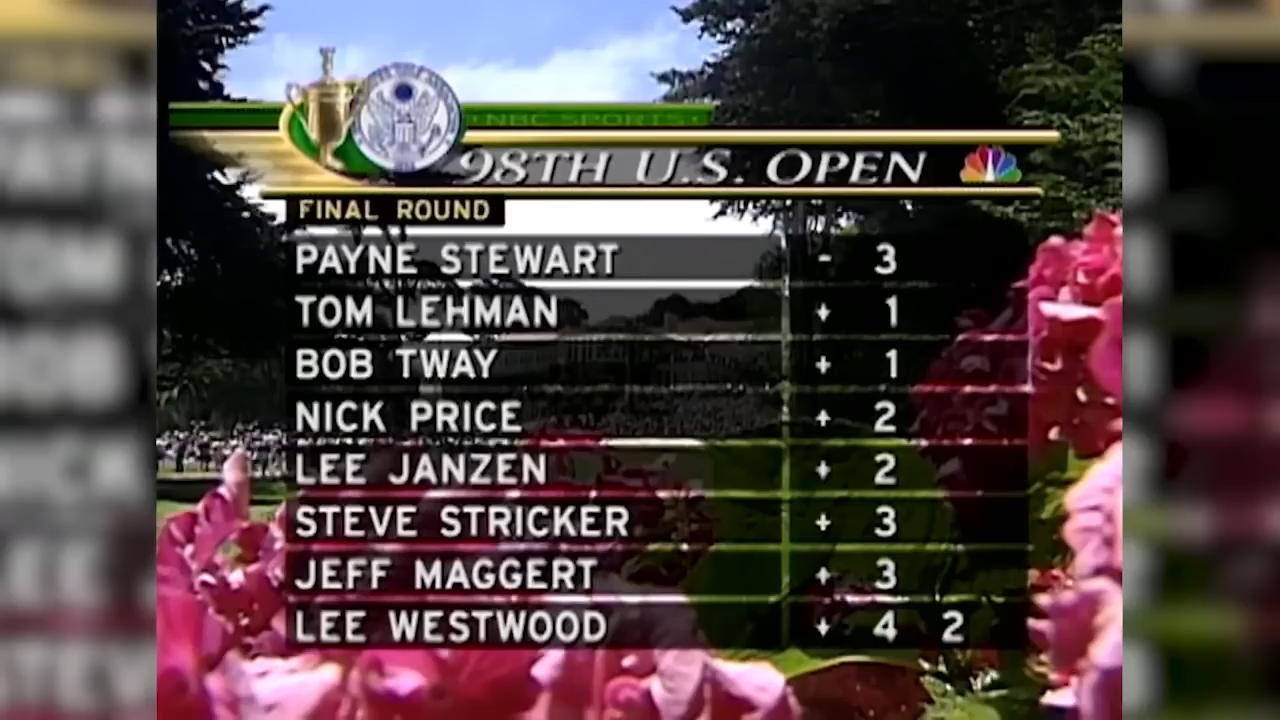 NBC SPORTS
98TH U.S. OPEN
FINAL ROUND
PAYNE STEWART - 3
TOM LEHMAN + 1
BOB TWAY + 1
NICK PRICE + 2
LEE JANZEN + 2
STEVE STRICKER + 3
JEFF MAGGERT + 3
LEE WESTWOOD + 4 2